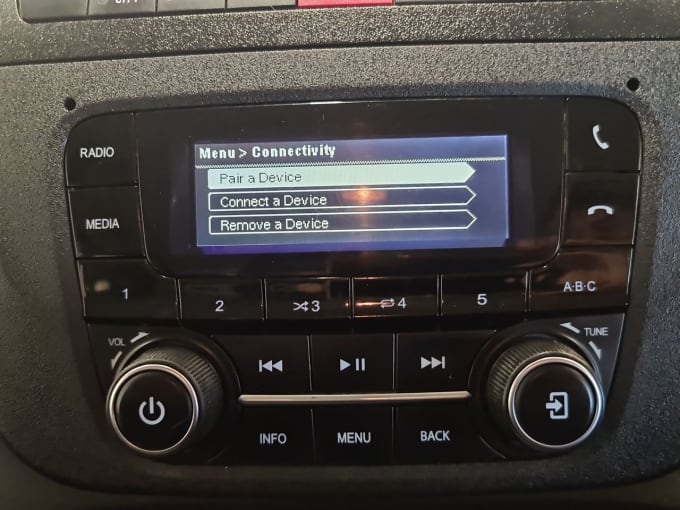 Menu > Connectivity
Pair a Device
Connect a Device
Remove a Device
RADIO
MEDIA
1
2
3
4
5
A·B·C
VOL
TUNE
INFO
MENU
BACK